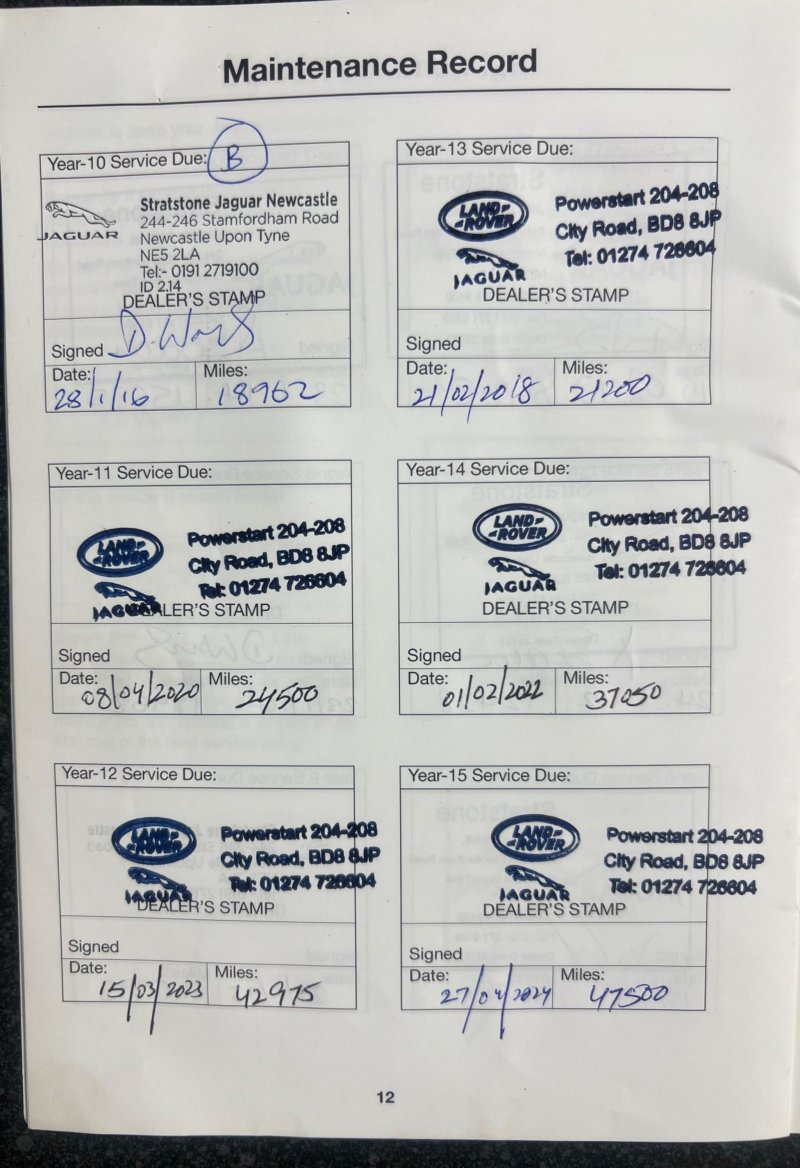 Maintenance Record
Year-10 Service Due: B
JAGUAR
Stratstone Jaguar Newcastle
244-246 Stamfordham Road
Newcastle Upon Tyne
NE5 2LA
Tel:- 0191 2719100
ID 2.14
DEALER'S STAMP
Signed D. Ward
Date: Miles:
28/1/16 18962
Year-11 Service Due:
LAND-
ROVER
JAGUAR
Powerstart 204-208
City Road, BD8 8JP
Tel: 01274 726604
DEALER'S STAMP
Signed
Date: Miles:
08/04/2020 24500
Year-12 Service Due:
LAND-
ROVER
JAGUAR
Powerstart 204-208
City Road, BD8 8JP
Tel: 01274 726604
DEALER'S STAMP
Signed
Date: Miles:
15/03/2023 42975
Year-13 Service Due:
LAND-
ROVER
JAGUAR
Powerstart 204-208
City Road, BD8 8JP
Tel: 01274 726604
DEALER'S STAMP
Signed
Date: Miles:
21/02/2018 21200
Year-14 Service Due:
LAND-
ROVER
JAGUAR
Powerstart 204-208
City Road, BD8 8JP
Tel: 01274 726604
DEALER'S STAMP
Signed
Date: Miles:
01/02/2022 37050
Year-15 Service Due:
LAND-
ROVER
JAGUAR
Powerstart 204-208
City Road, BD8 8JP
Tel: 01274 726604
DEALER'S STAMP
Signed
Date: Miles:
27/04/2024 47500
12